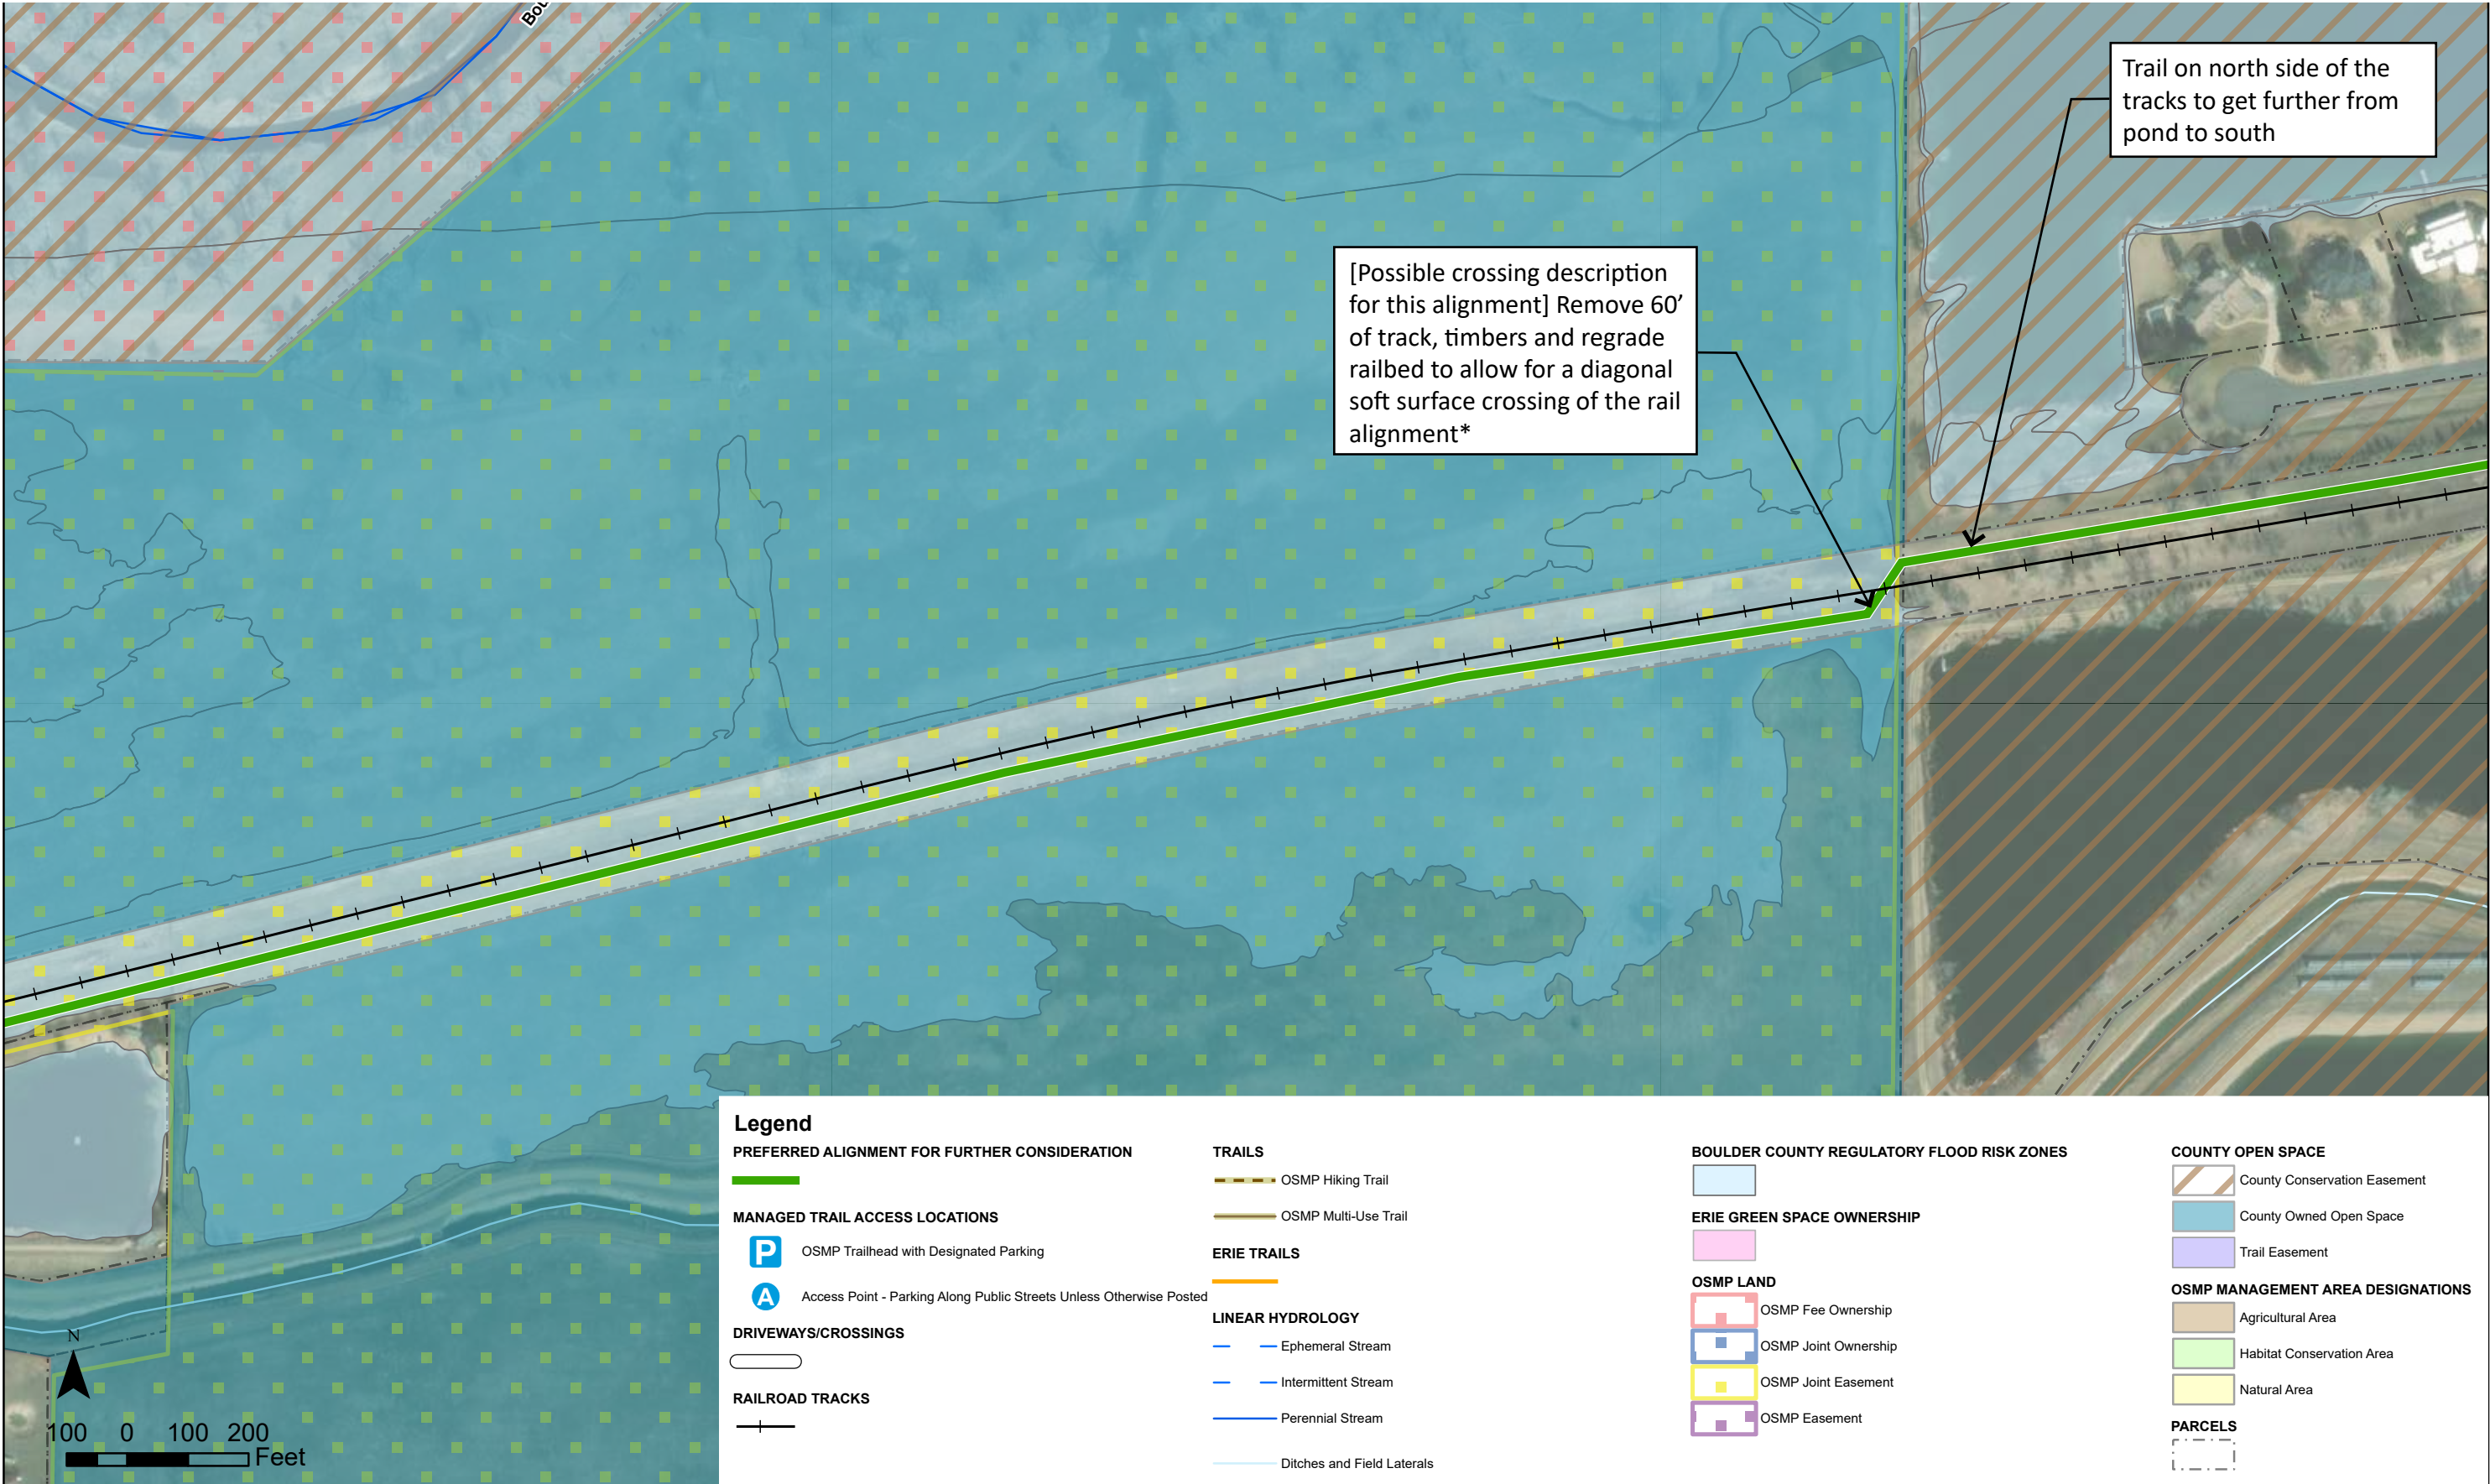 Bou
Trail on north side of the
tracks to get further from
pond to south
[Possible crossing description
for this alignment] Remove 60’
of track, timbers and regrade
railbed to allow for a diagonal
soft surface crossing of the rail
alignment*
Legend
PREFERRED ALIGNMENT FOR FURTHER CONSIDERATION
MANAGED TRAIL ACCESS LOCATIONS
P
OSMP Trailhead with Designated Parking
A
Access Point - Parking Along Public Streets Unless Otherwise Posted
DRIVEWAYS/CROSSINGS
RAILROAD TRACKS
TRAILS
OSMP Hiking Trail
OSMP Multi-Use Trail
ERIE TRAILS
LINEAR HYDROLOGY
Ephemeral Stream
Intermittent Stream
Perennial Stream
Ditches and Field Laterals
BOULDER COUNTY REGULATORY FLOOD RISK ZONES
ERIE GREEN SPACE OWNERSHIP
OSMP LAND
OSMP Fee Ownership
OSMP Joint Ownership
OSMP Joint Easement
OSMP Easement
COUNTY OPEN SPACE
County Conservation Easement
County Owned Open Space
Trail Easement
OSMP MANAGEMENT AREA DESIGNATIONS
Agricultural Area
Habitat Conservation Area
Natural Area
PARCELS
N
100 0 100 200
Feet